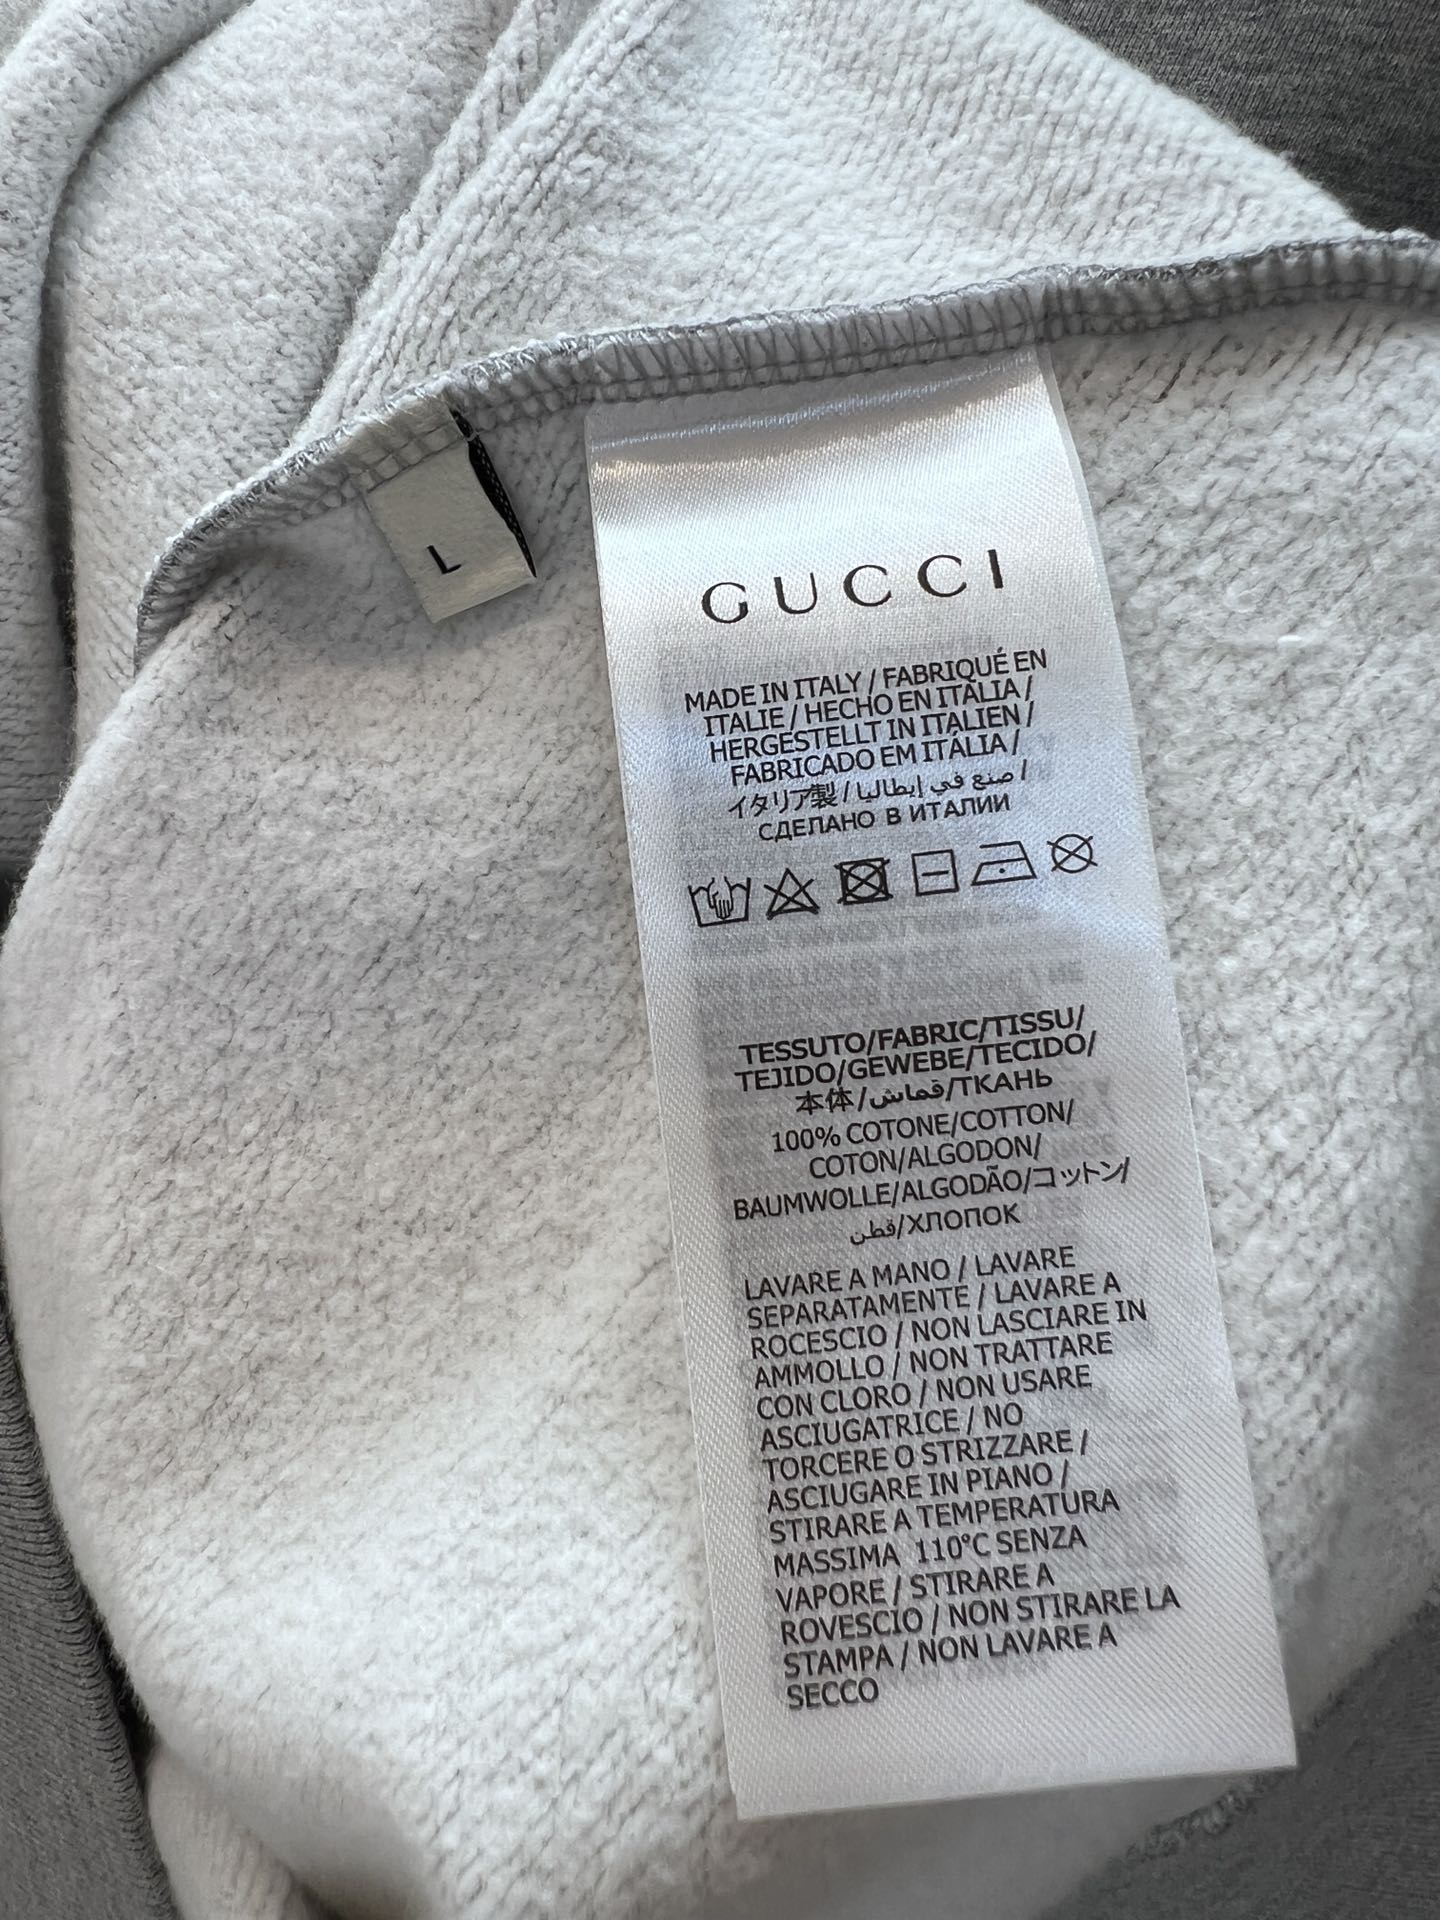 L
GUCCI
MADE IN ITALY / FABRIQUÉ EN
ITALIE / HECHO EN ITALIA /
HERGESTELLT IN ITALIEN /
FABRICADO EM ITÁLIA /
イタリア製 / صنع في إيطاليا /
СДЕЛАНО В ИТАЛИИ
TESSUTO/FABRIC/TISSU/
TEJIDO/GEWEBE/TECIDO/
本体/قماش/ТКАНЬ
100% COTONE/COTTON/
COTON/ALGODON/
BAUMWOLLE/ALGODÃO/コットン/
قطن/ХЛОПОК
LAVARE A MANO / LAVARE
SEPARATAMENTE / LAVARE A
ROCESCIO / NON LASCIARE IN
AMMOLLO / NON TRATTARE
CON CLORO / NON USARE
ASCIUGATRICE / NO
TORCERE O STRIZZARE /
ASCIUGARE IN PIANO /
STIRARE A TEMPERATURA
MASSIMA 110°C SENZA
VAPORE / STIRARE A
ROVESCIO / NON STIRARE LA
STAMPA / NON LAVARE A
SECCO